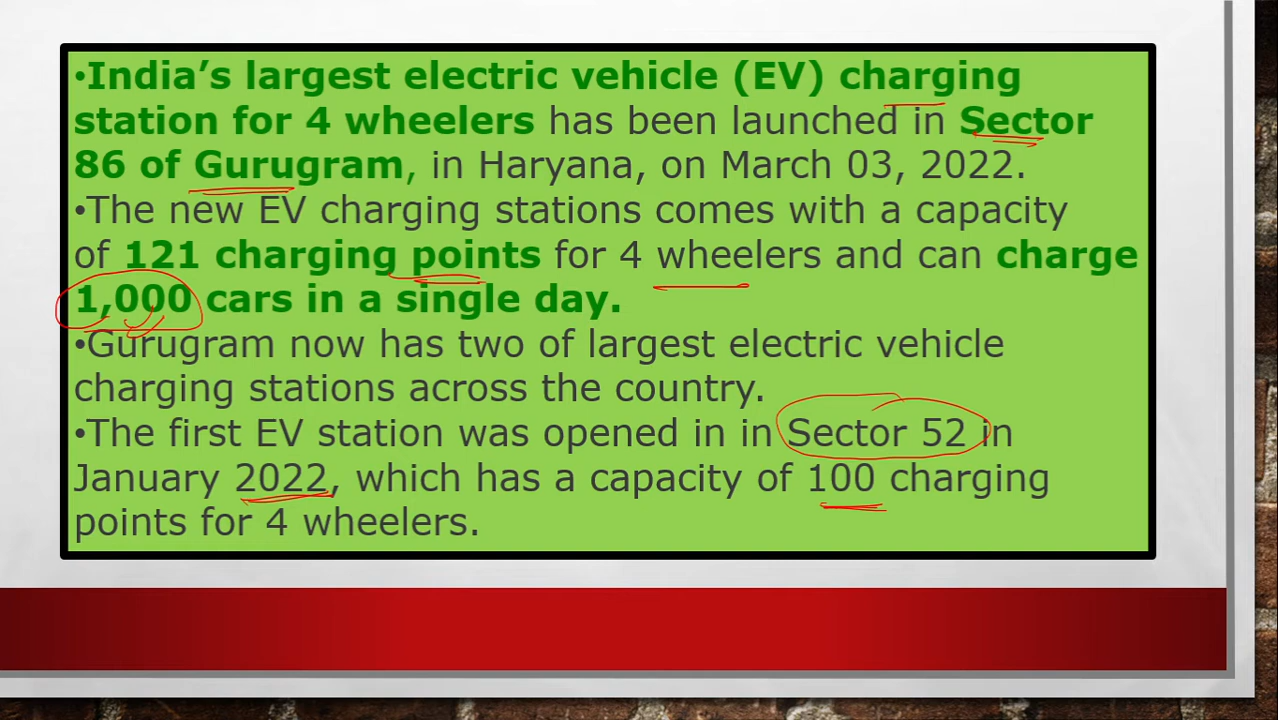 •India’s largest electric vehicle (EV) charging
station for 4 wheelers has been launched in Sector
86 of Gurugram, in Haryana, on March 03, 2022.
•The new EV charging stations comes with a capacity
of 121 charging points for 4 wheelers and can charge
1,000 cars in a single day.
•Gurugram now has two of largest electric vehicle
charging stations across the country.
•The first EV station was opened in in Sector 52 in
January 2022, which has a capacity of 100 charging
points for 4 wheelers.